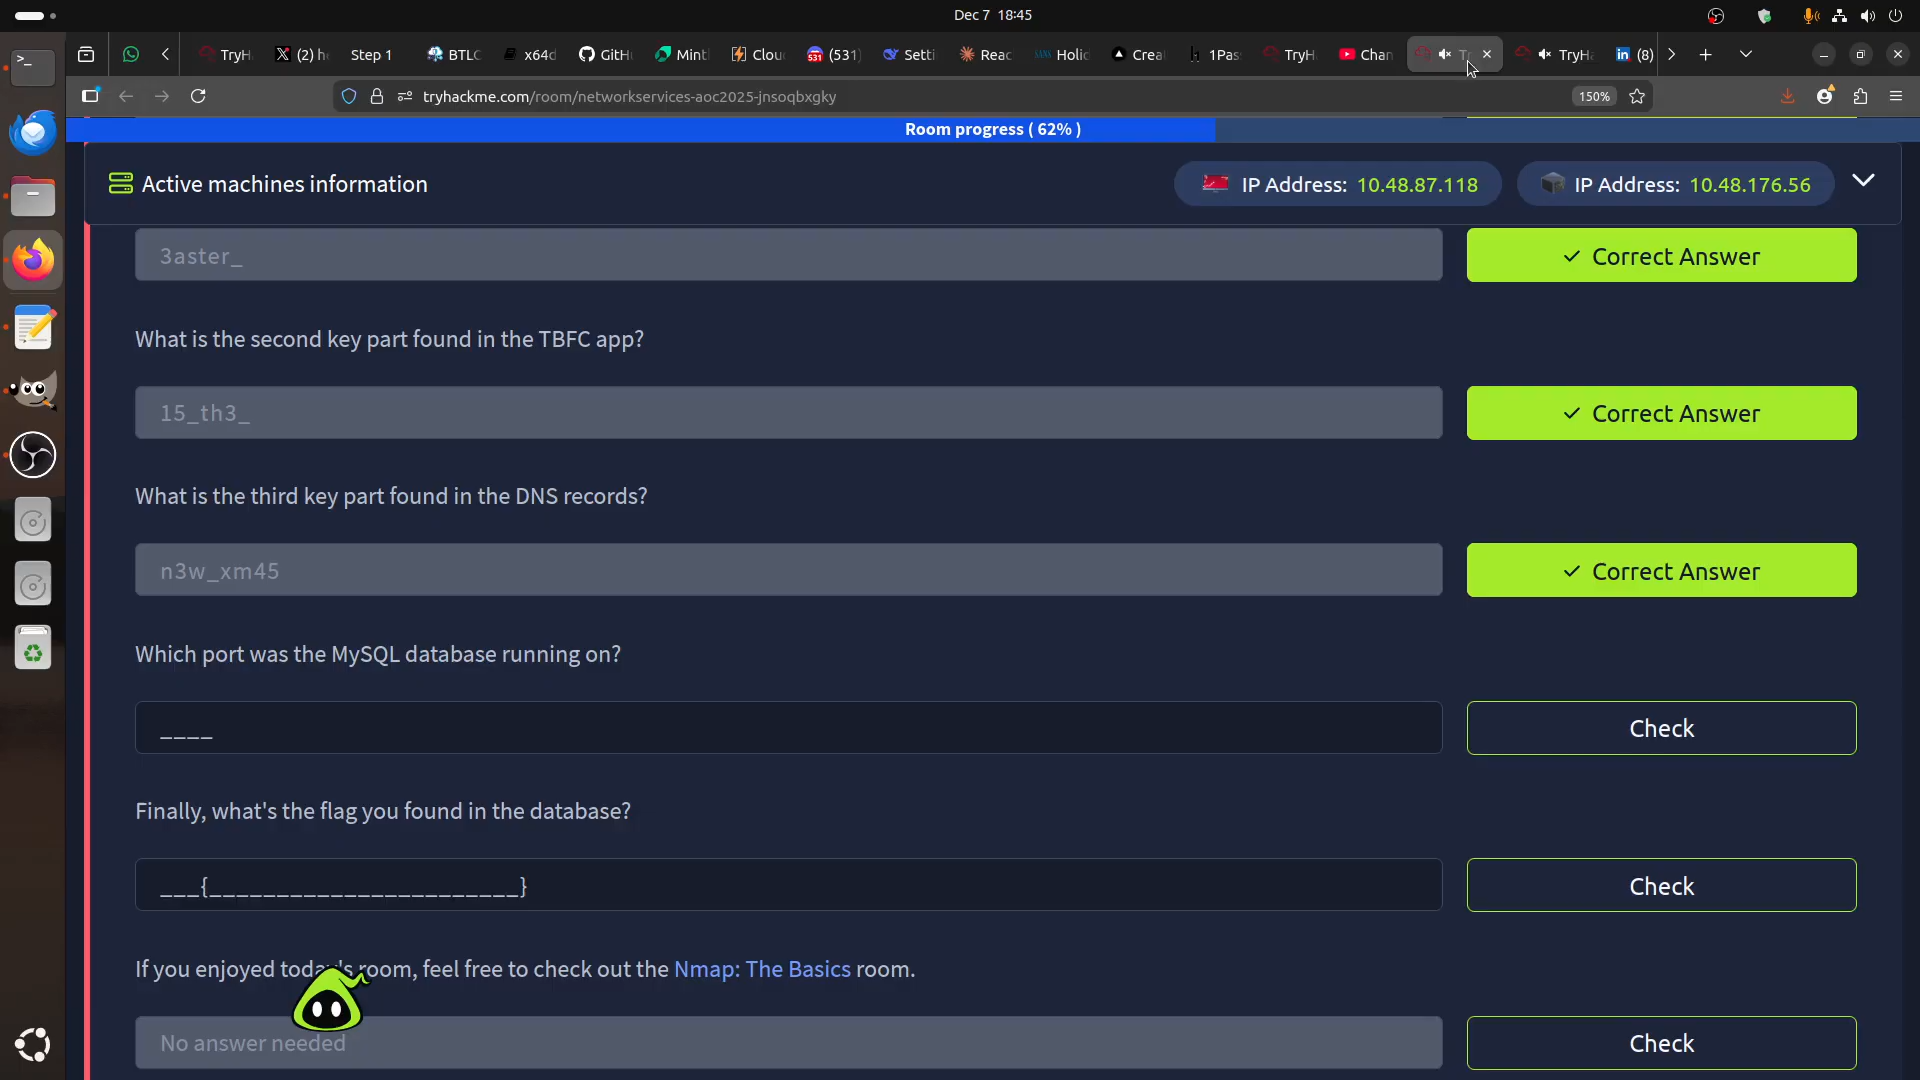 Dec 7 18:45
TryH
(2) h
Step 1
BTLC
x64d
GitH
Mint
Clou
(531)
Setti
Reac
Holic
Crea
1Pas
TryH
Chan
TryHa
(8)
tryhackme.com/room/networkservices-aoc2025-jnsoqbxgky
150%
Room progress ( 62% )
Active machines information
IP Address: 10.48.87.118
IP Address: 10.48.176.56
3aster_
✓ Correct Answer
What is the second key part found in the TBFC app?
15_th3_
✓ Correct Answer
What is the third key part found in the DNS records?
n3w_xm45
✓ Correct Answer
Which port was the MySQL database running on?
____
Check
Finally, what's the flag you found in the database?
___{_______________________}
Check
If you enjoyed today's room, feel free to check out the Nmap: The Basics room.
No answer needed
Check